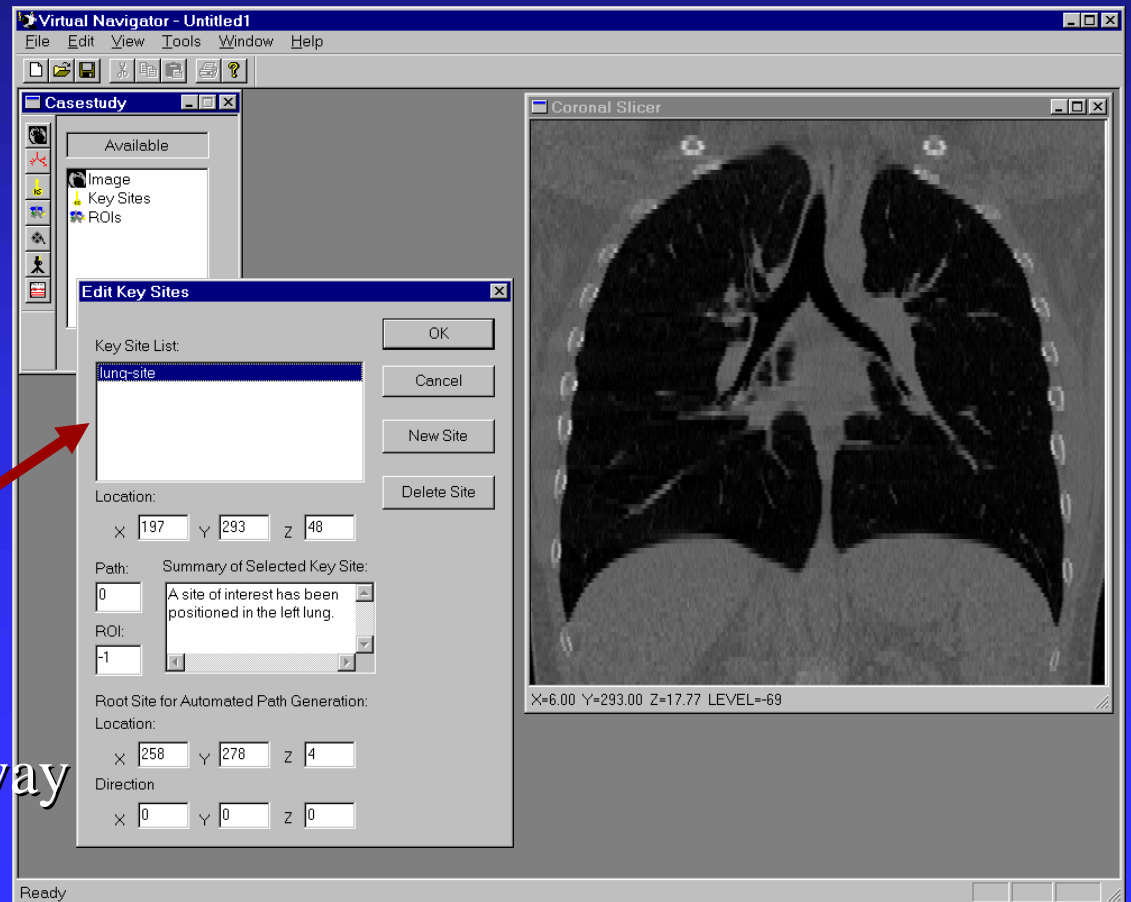 Virtual Navigator - Untitled1
File Edit View Tools Window Help
Casestudy
Available
Image
Key Sites
ROIs
Coronal Slicer
Edit Key Sites
Key Site List:
lung-site
OK
Cancel
New Site
Delete Site
Location:
X 197 Y 293 Z 48
Path:
0
Summary of Selected Key Site:
A site of interest has been
positioned in the left lung.
ROI:
-1
Root Site for Automated Path Generation:
Location:
X 258 Y 278 Z 4
Direction
X 0 Y 0 Z 0
X=6.00 Y=293.00 Z=17.77 LEVEL=-69
Ready